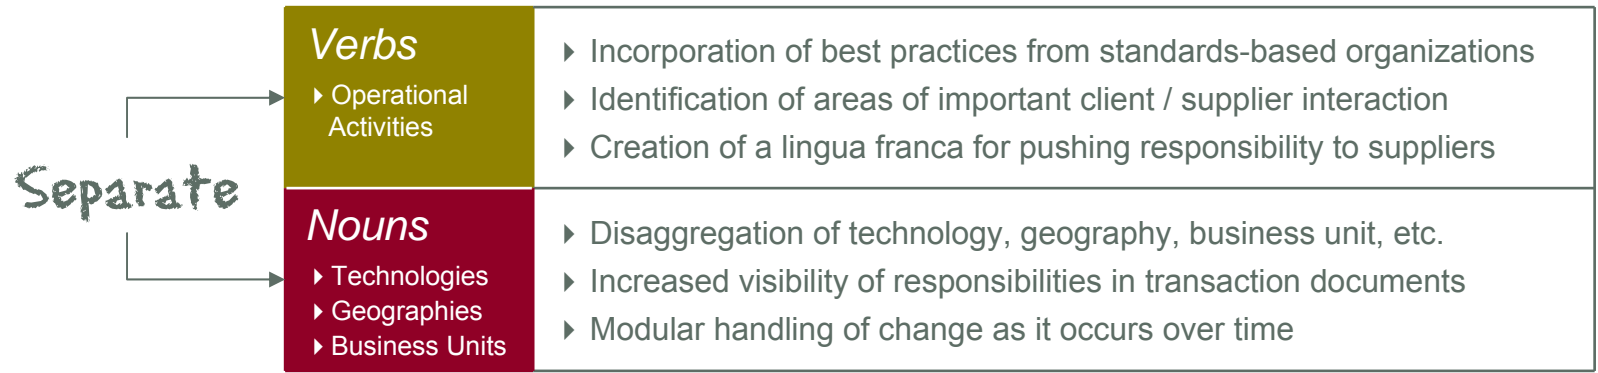 Separate
Verbs
Operational
Activities
Incorporation of best practices from standards-based organizations
Identification of areas of important client / supplier interaction
Creation of a lingua franca for pushing responsibility to suppliers
Nouns
Technologies
Geographies
Business Units
Disaggregation of technology, geography, business unit, etc.
Increased visibility of responsibilities in transaction documents
Modular handling of change as it occurs over time